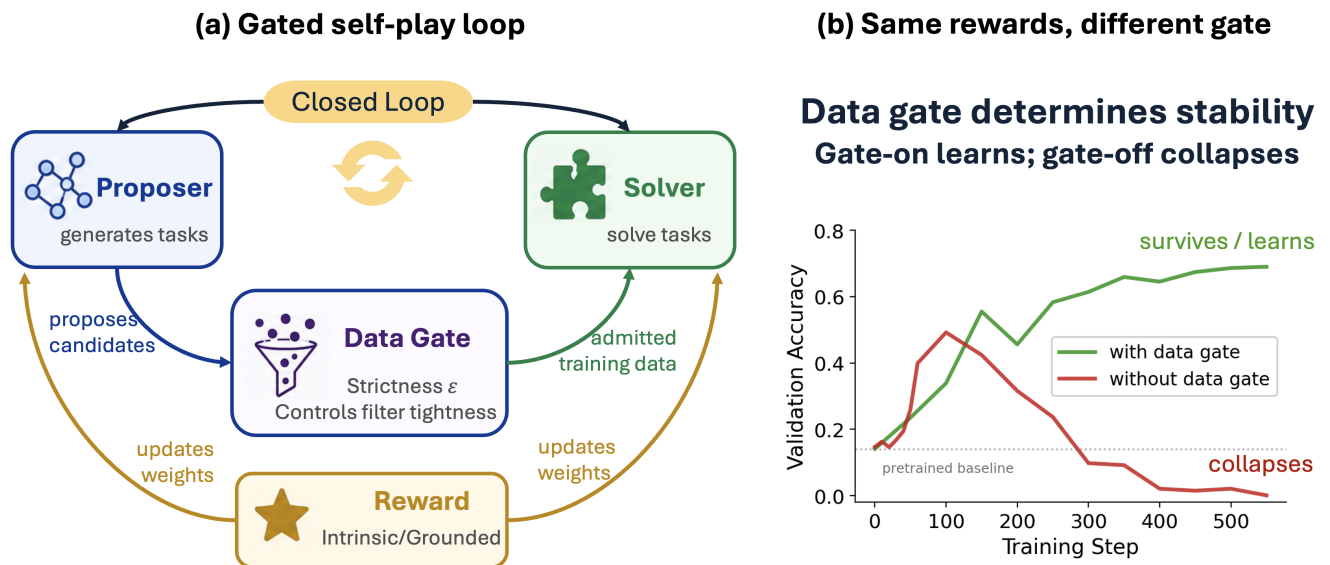 (a) Gated self-play loop
Closed Loop
Proposer
generates tasks
Solver
solve tasks
proposes
candidates
Data Gate
Strictness ε
Controls filter tightness
admitted
training data
updates
weights
updates
weights
Reward
Intrinsic/Grounded
(b) Same rewards, different gate
Data gate determines stability
Gate-on learns; gate-off collapses
survives / learns
with data gate
without data gate
collapses
pretrained baseline
Validation Accuracy
0.8
0.6
0.4
0.2
0.0
0 100 200 300 400 500
Training Step